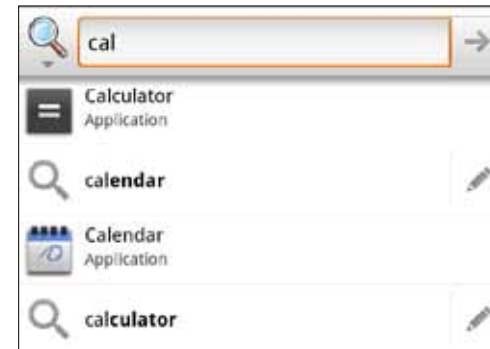 cal
Calculator
Application
calendar
Calendar
Application
calculator